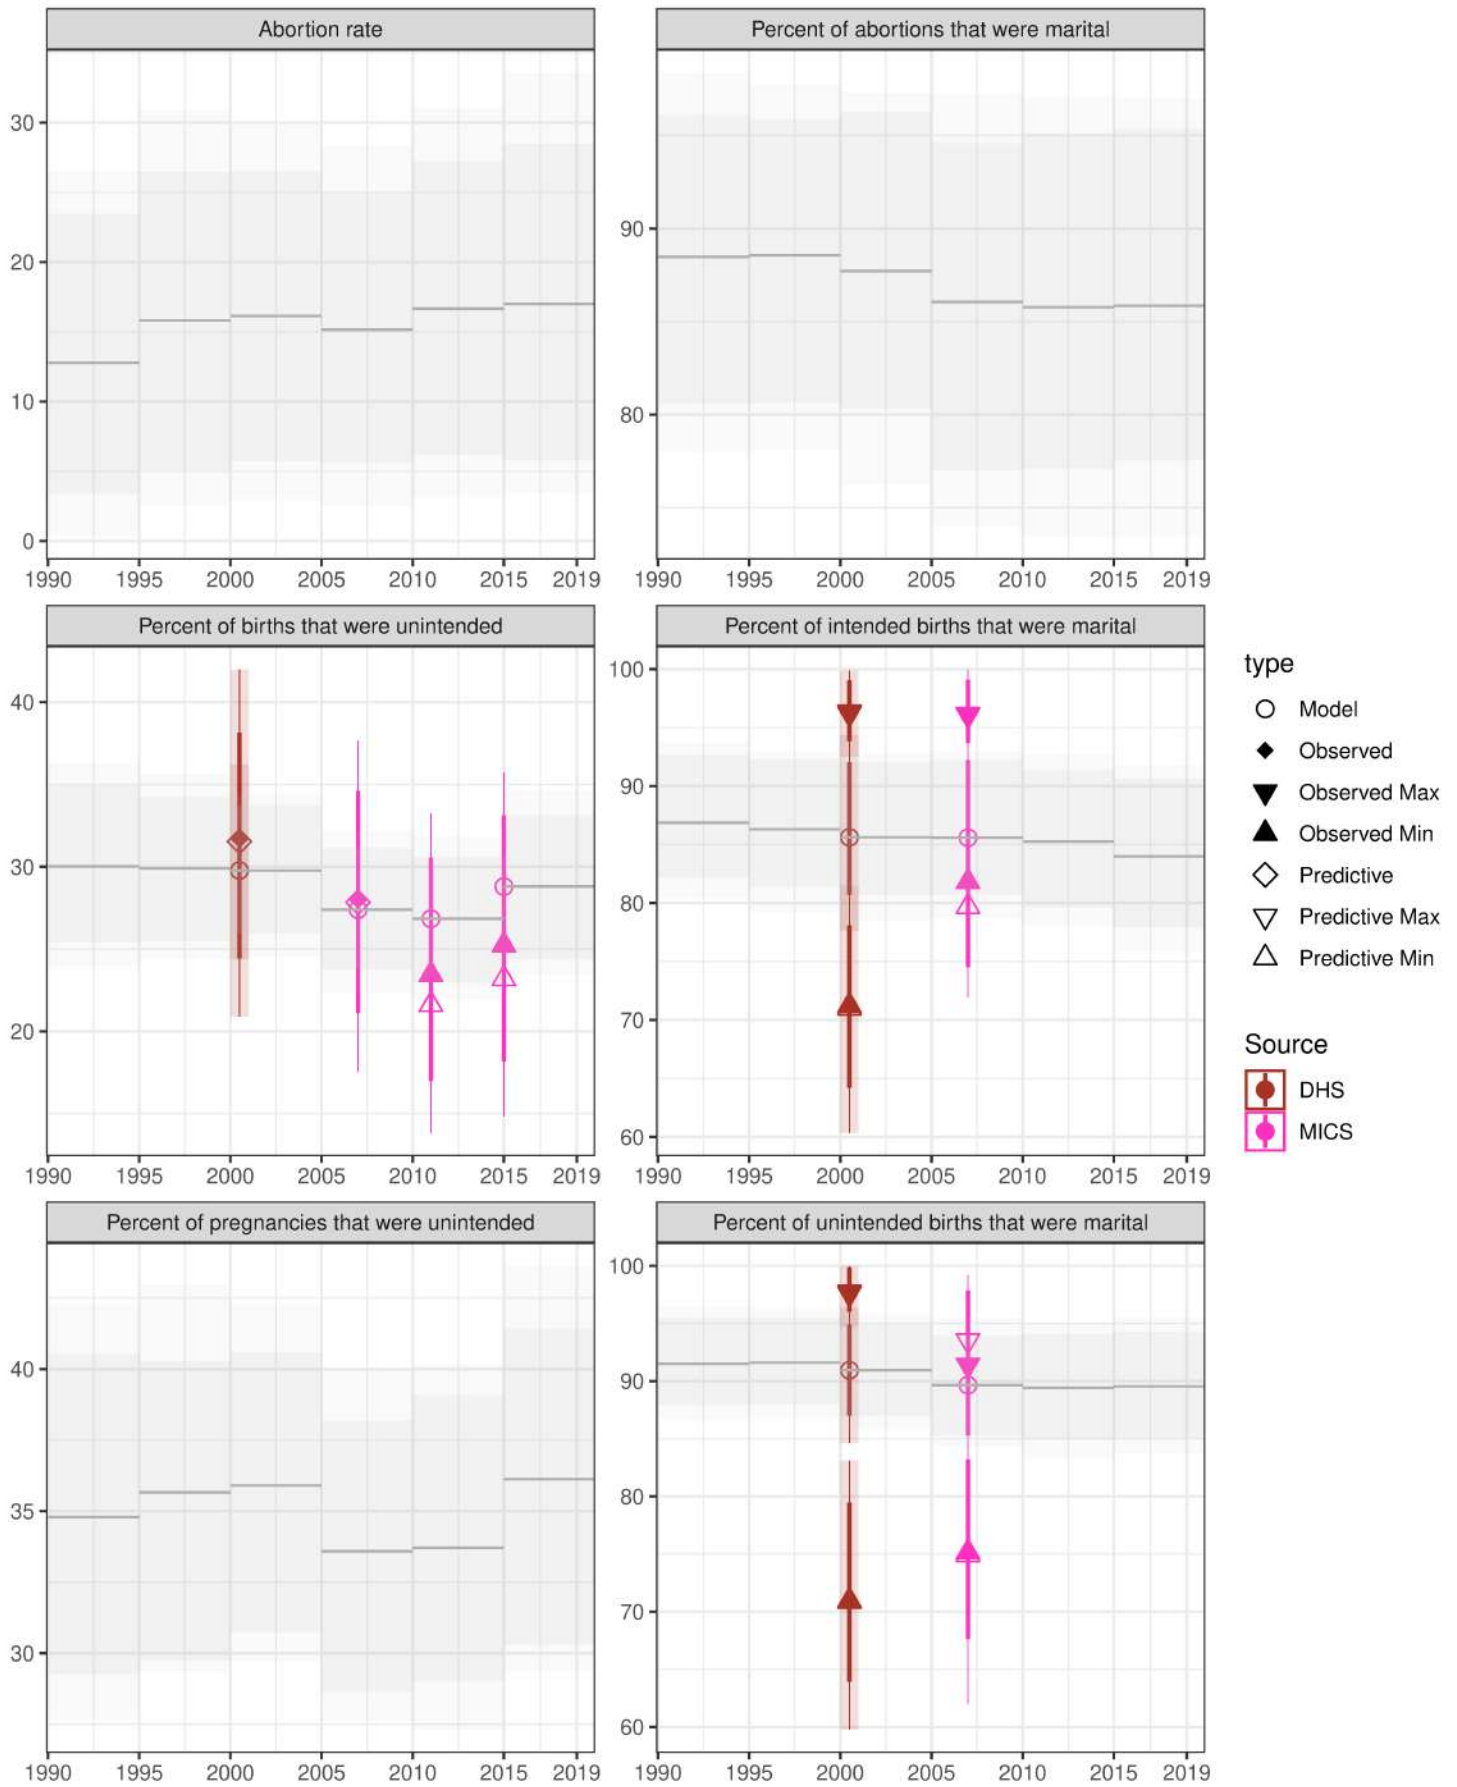 Abortion rate
30
20
10
0
1990 1995 2000 2005 2010 2015 2019
Percent of abortions that were marital
90
80
1990 1995 2000 2005 2010 2015 2019
Percent of births that were unintended
40
30
20
1990 1995 2000 2005 2010 2015 2019
Percent of intended births that were marital
100
90
80
70
60
1990 1995 2000 2005 2010 2015 2019
Percent of pregnancies that were unintended
40
35
30
1990 1995 2000 2005 2010 2015 2019
Percent of unintended births that were marital
100
90
80
70
60
1990 1995 2000 2005 2010 2015 2019
type
Model
Observed
Observed Max
Observed Min
Predictive
Predictive Max
Predictive Min
Source
DHS
MICS